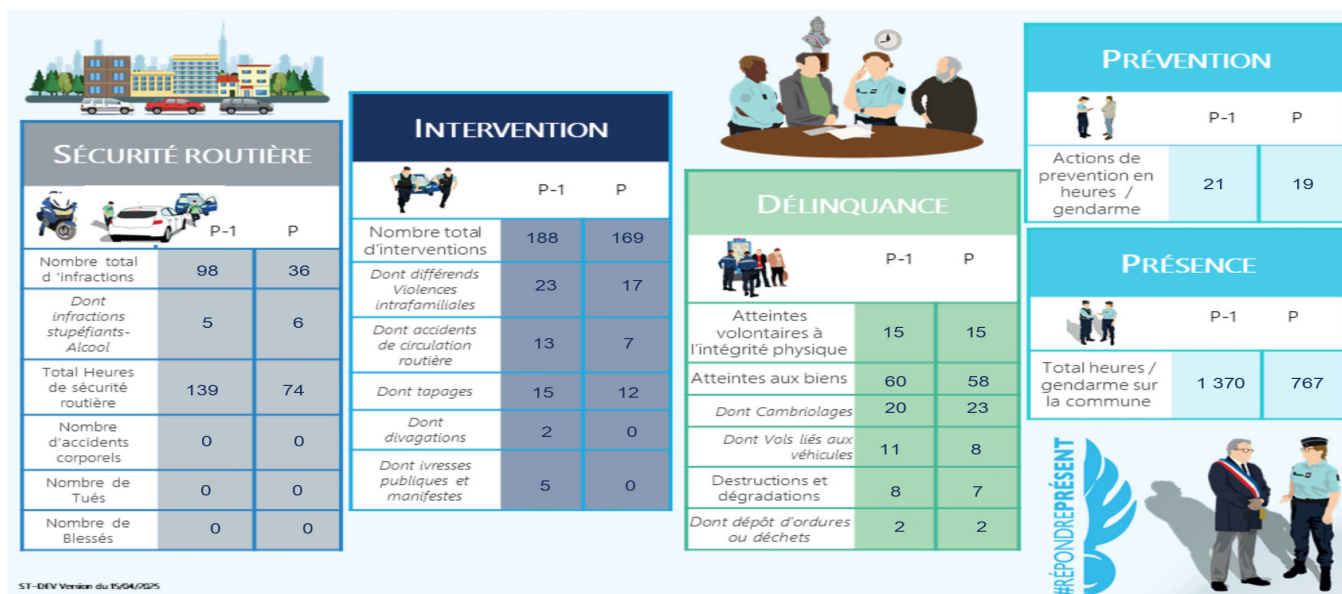 SÉCURITÉ ROUTIÈRE
P-1 P
Nombre total
d 'infractions
98 36
Dont
infractions
stupéfiants-
Alcool
5 6
Total Heures
de sécurité
routière
139 74
Nombre
d'accidents
corporels
0 0
Nombre de
Tués
0 0
Nombre de
Blessés
0 0
ST-DEV Version du 15/04/2025
INTERVENTION
P-1 P
Nombre total
d'interventions
188 169
Dont différends
Violences
intrafamiliales
23 17
Dont accidents
de circulation
routière
13 7
Dont tapages
15 12
Dont
divagations
2 0
Dont ivresses
publiques et
manifestes
5 0
DÉLINQUANCE
P-1 P
Atteintes
volontaires à
l'intégrité physique
15 15
Atteintes aux biens
60 58
Dont Cambriolages
20 23
Dont Vols liés aux
véhicules
11 8
Destructions et
dégradations
8 7
Dont dépôt d'ordures
ou déchets
2 2
PRÉVENTION
P-1 P
Actions de
prevention en
heures /
gendarme
21 19
PRÉSENCE
P-1 P
Total heures /
gendarme sur
la commune
1 370 767
#RÉPONDREPRÉSENT